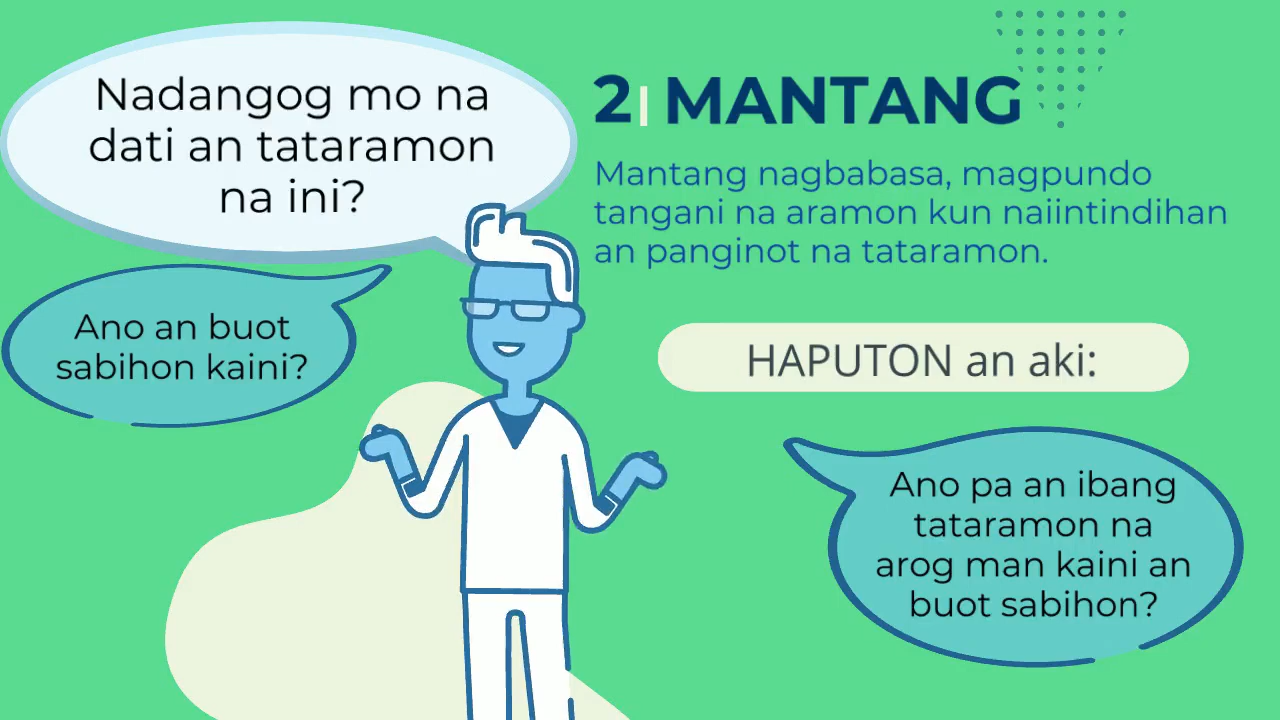 Nadangog mo na
dati an tataramon
na ini?
Ano an buot
sabihon kaini?
2| MANTANG
Mantang nagbabasa, magpundo
tangani na aramon kun naiintindihan
an panginot na tataramon.
HAPUTON an aki:
Ano pa an ibang
tataramon na
arog man kaini an
buot sabihon?